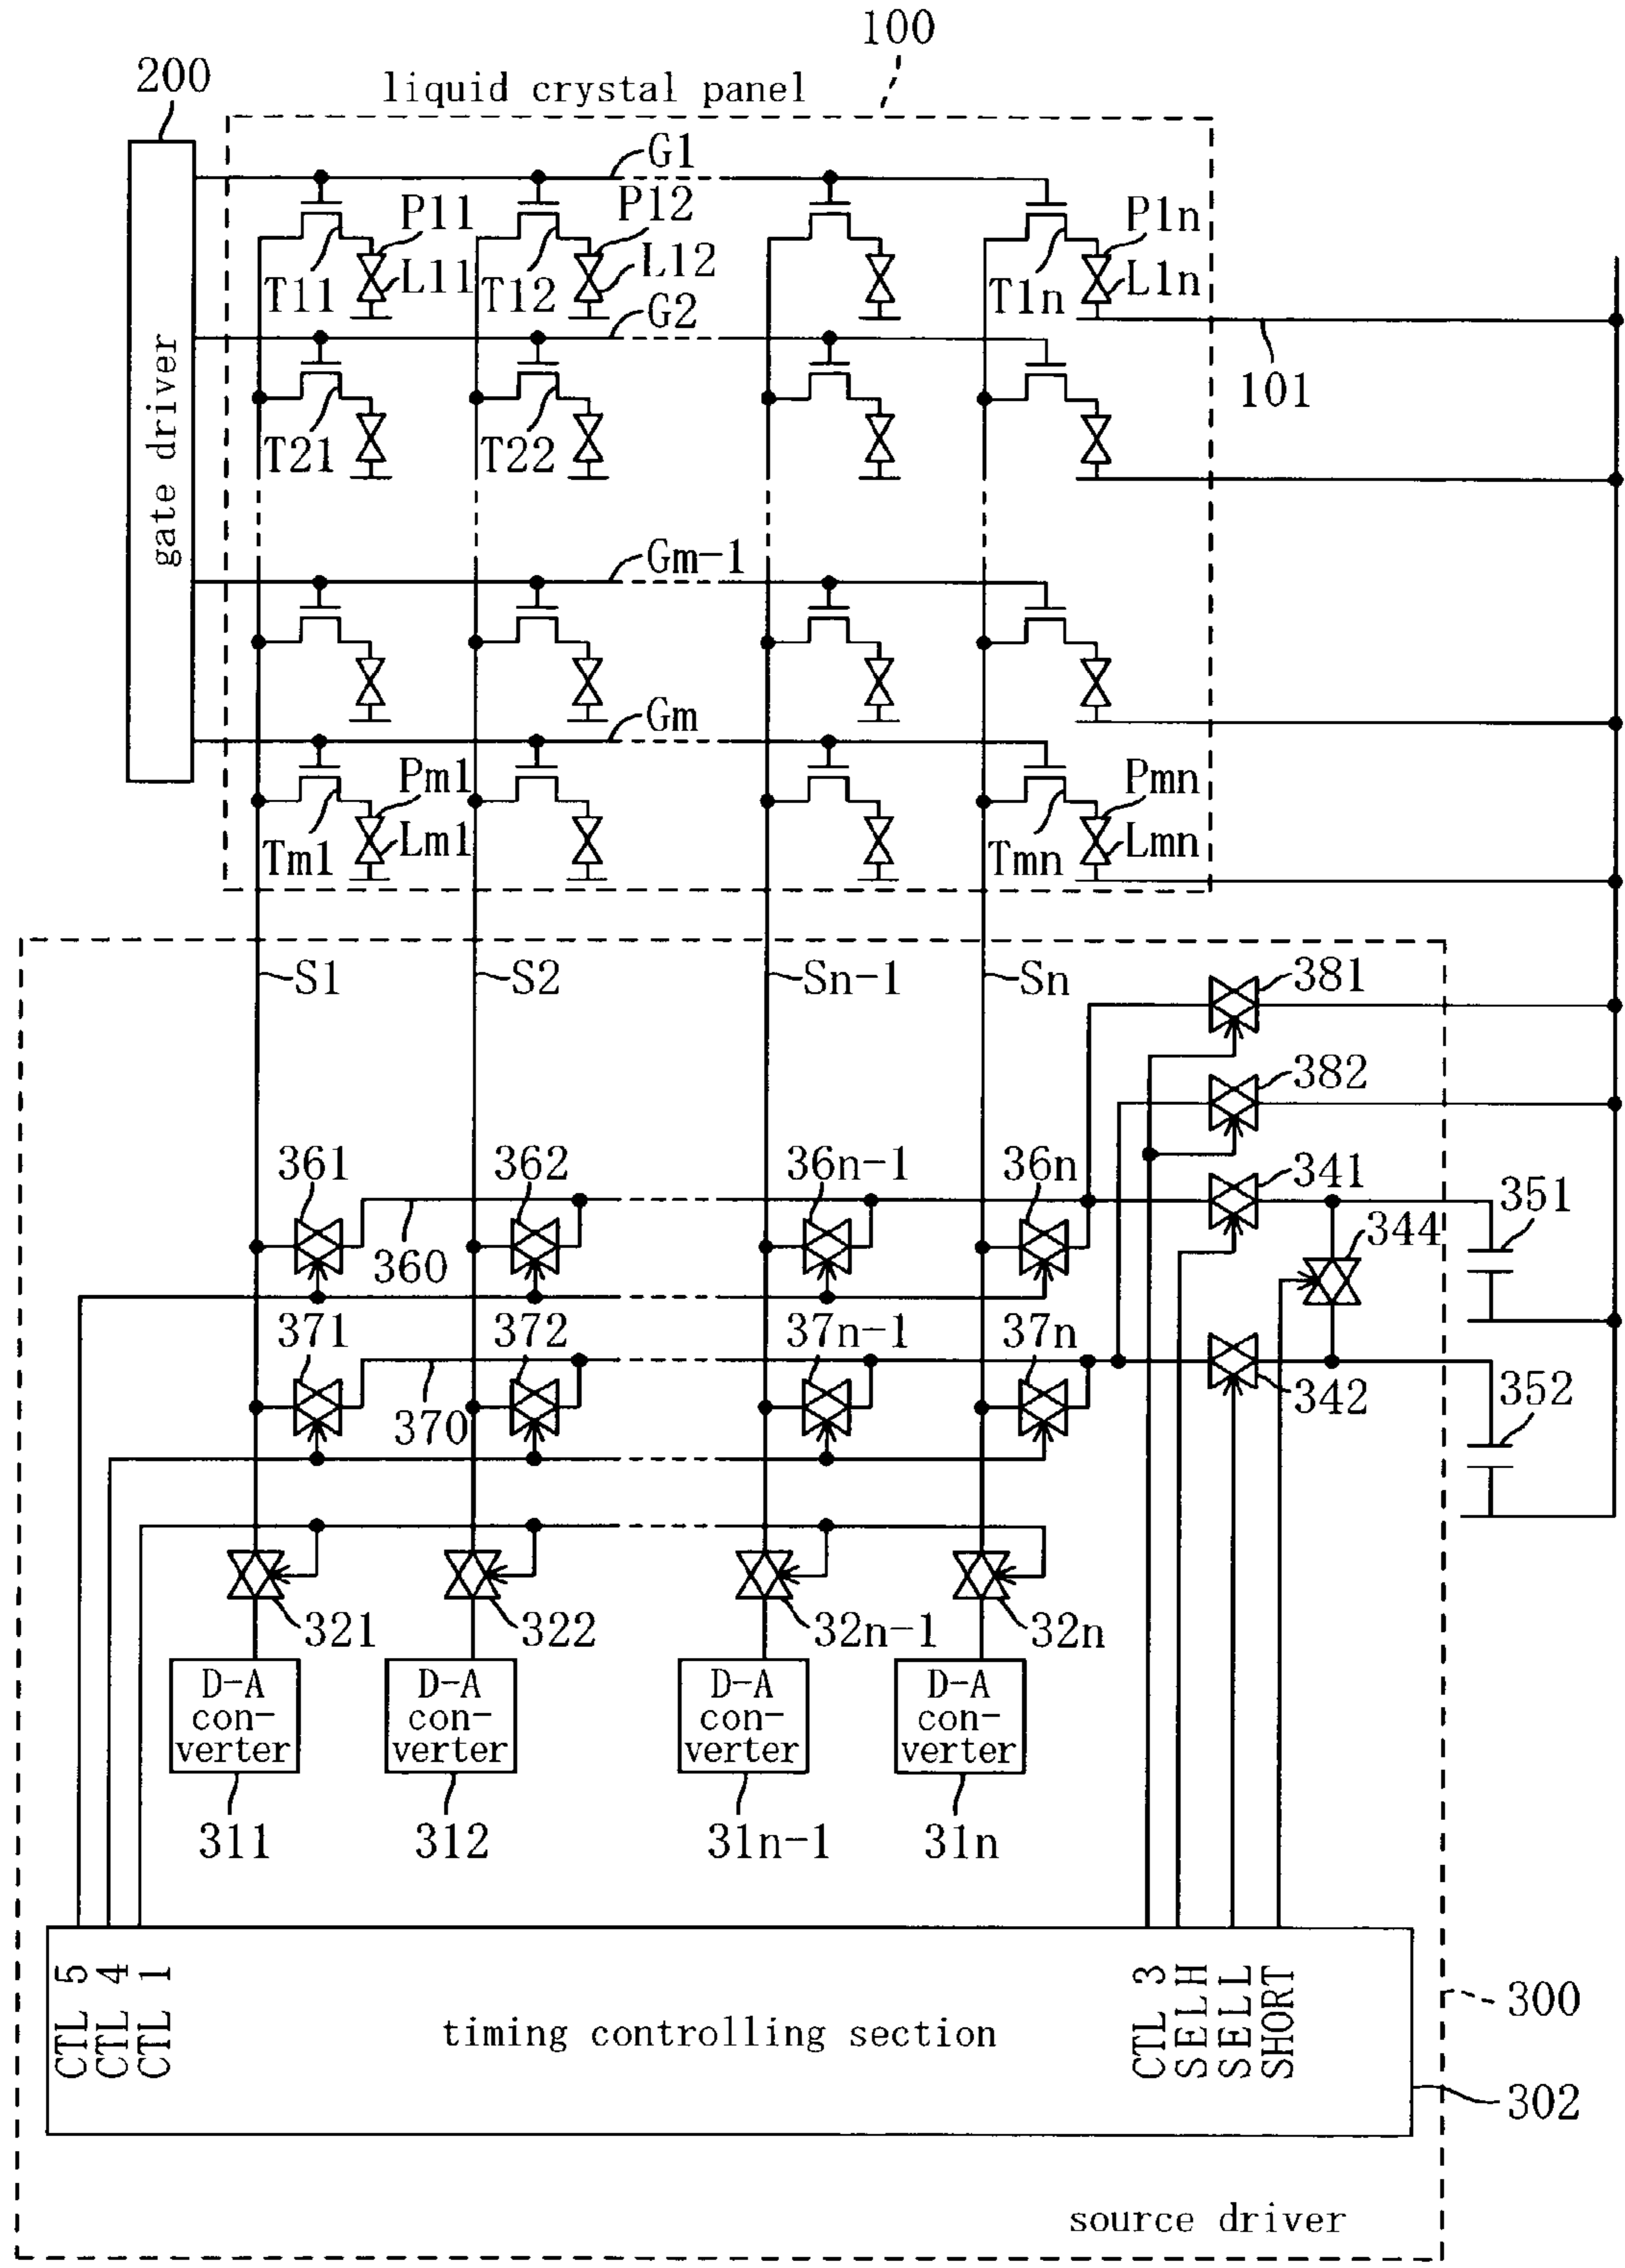 100
200
liquid crystal panel
G1
P11
P12
P1n
L11
L12
L1n
T11
T12
T1n
G2
101
gate driver
T21
T22
Gm-1
Gm
Pm1
Pmn
Lm1
Lmn
Tm1
Tmn
S1
S2
Sn-1
Sn
381
382
361
362
36n-1
36n
341
351
344
360
371
372
37n-1
37n
370
342
352
321
322
32n-1
32n
D-A
con-
verter
D-A
con-
verter
D-A
con-
verter
D-A
con-
verter
311
312
31n-1
31n
CTL 5
CTL 4
CTL 1
timing controlling section
CTL 3
SELH
SELL
SHORT
300
302
source driver